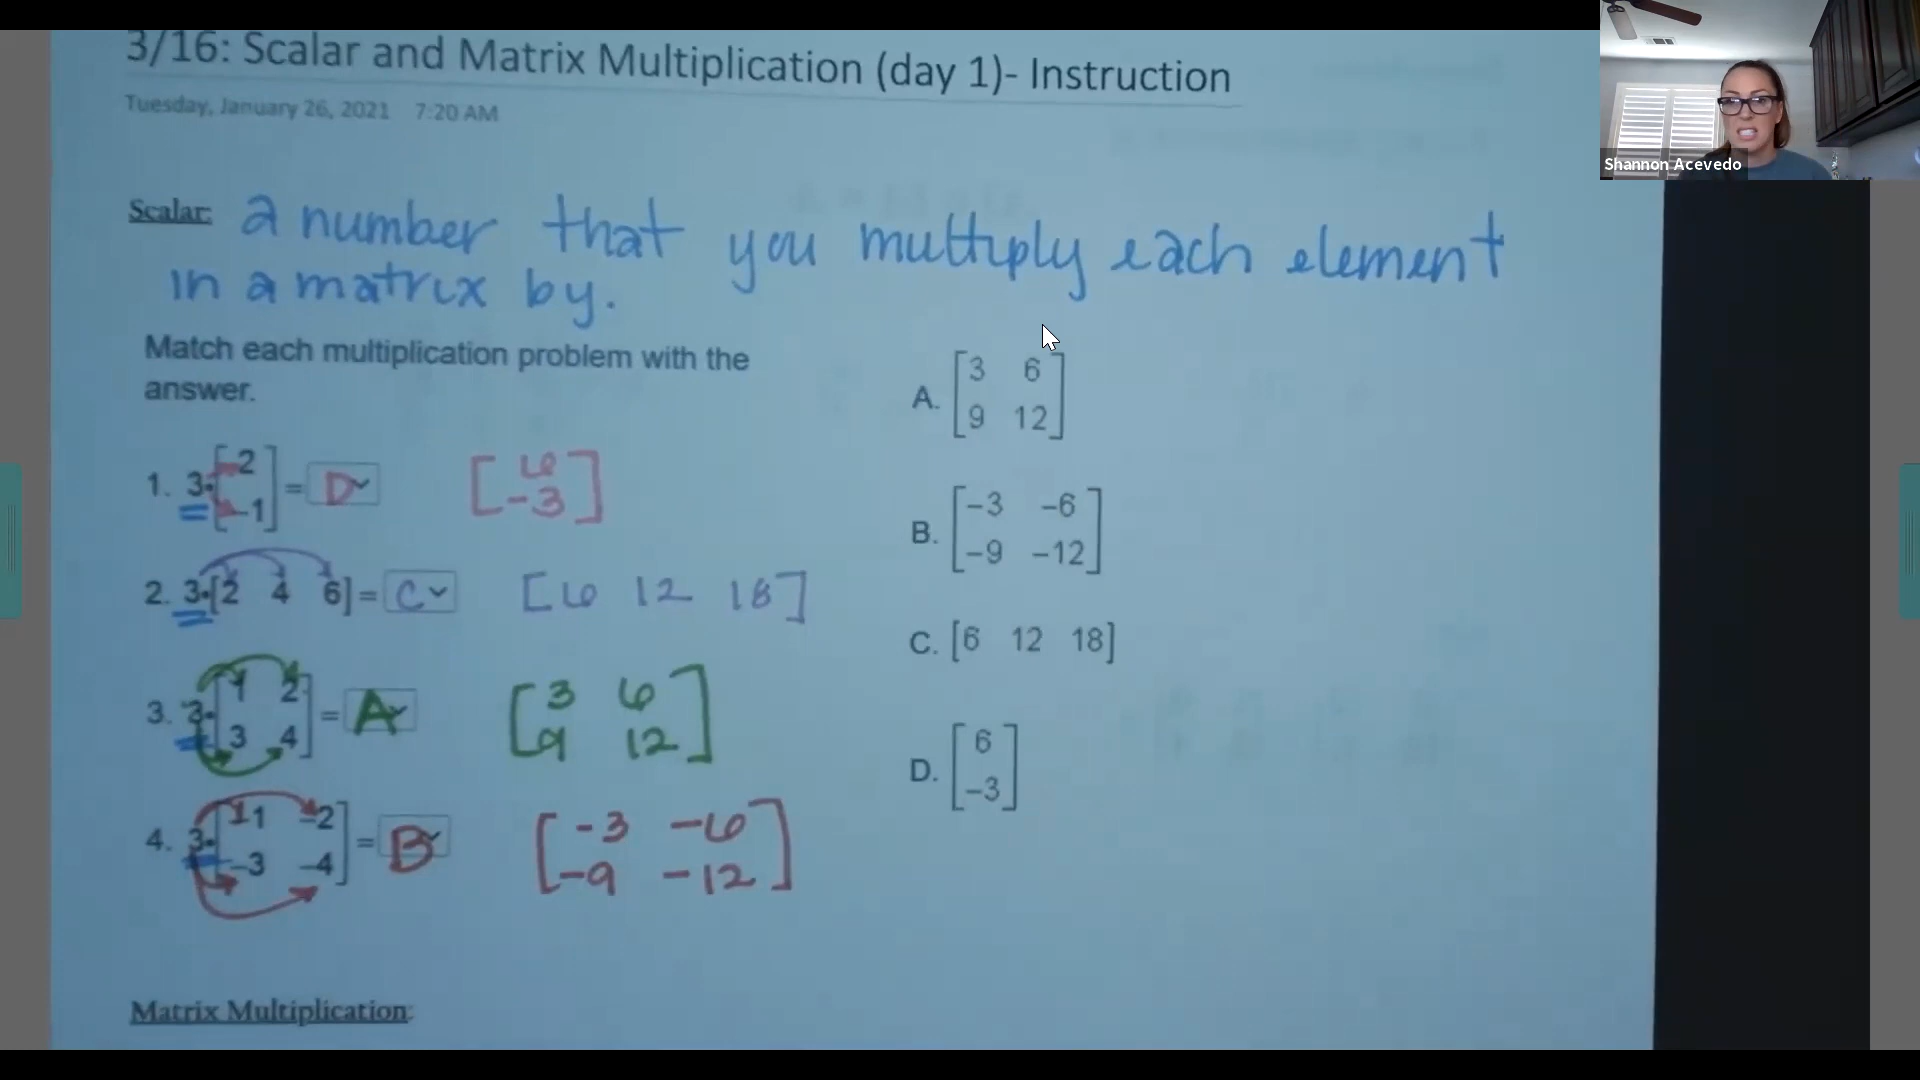 3/16: Scalar and Matrix Multiplication (day 1)- Instruction
Tuesday, January 26, 2021 7:20 AM
Shannon Acevedo
Scalar: a number that you multiply each element
in a matrix by.
Match each multiplication problem with the
answer.
1. 3·[2
-1] = D [6
-3]
2. 3·[2 4 6] = C [6 12 18]
3. 3·[1 2
3 4] = A [3 6
9 12]
4. 3·[-1 -2
-3 -4] = B [-3 -6
-9 -12]
A. [3 6
9 12]
B. [-3 -6
-9 -12]
C. [6 12 18]
D. [6
-3]
Matrix Multiplication: